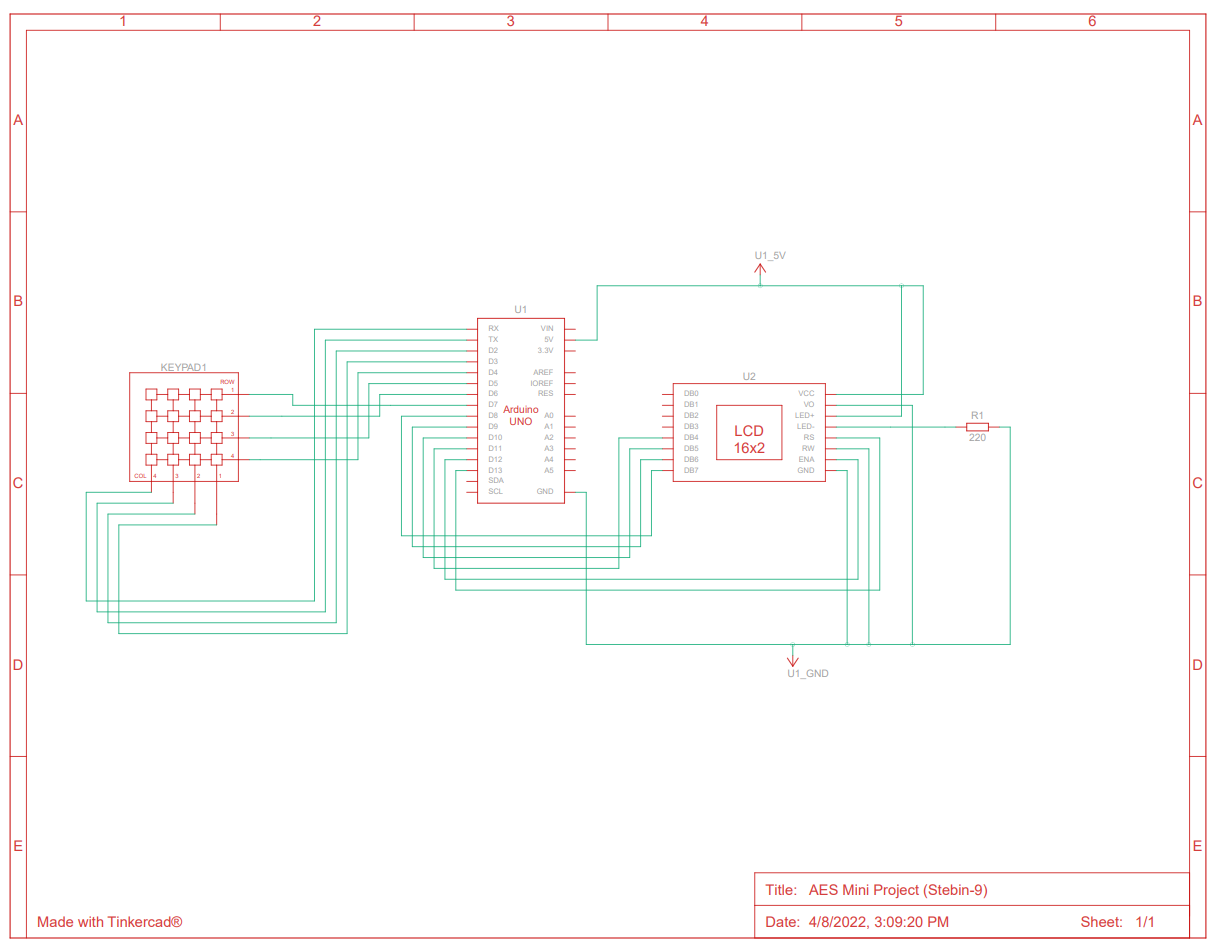 1 2 3 4 5 6
A A
B B
C C
D D
E E
U1_5V
U1
RX VIN
TX 5V
D2 3.3V
D3
D4 AREF
D5 IOREF
D6 RES
D7
D8 A0
D9 A1
D10 A2
D11 A3
D12 A4
D13 A5
SDA
SCL GND
Arduino
UNO
KEYPAD1
ROW
1
2
3
4
COL 4 3 2 1
U2
DB0 VCC
DB1 VO
DB2 LED+
DB3 LED-
DB4 RS
DB5 RW
DB6 ENA
DB7 GND
LCD
16x2
R1
220
U1_GND
Title: AES Mini Project (Stebin-9)
Made with Tinkercad®
Date: 4/8/2022, 3:09:20 PM Sheet: 1/1